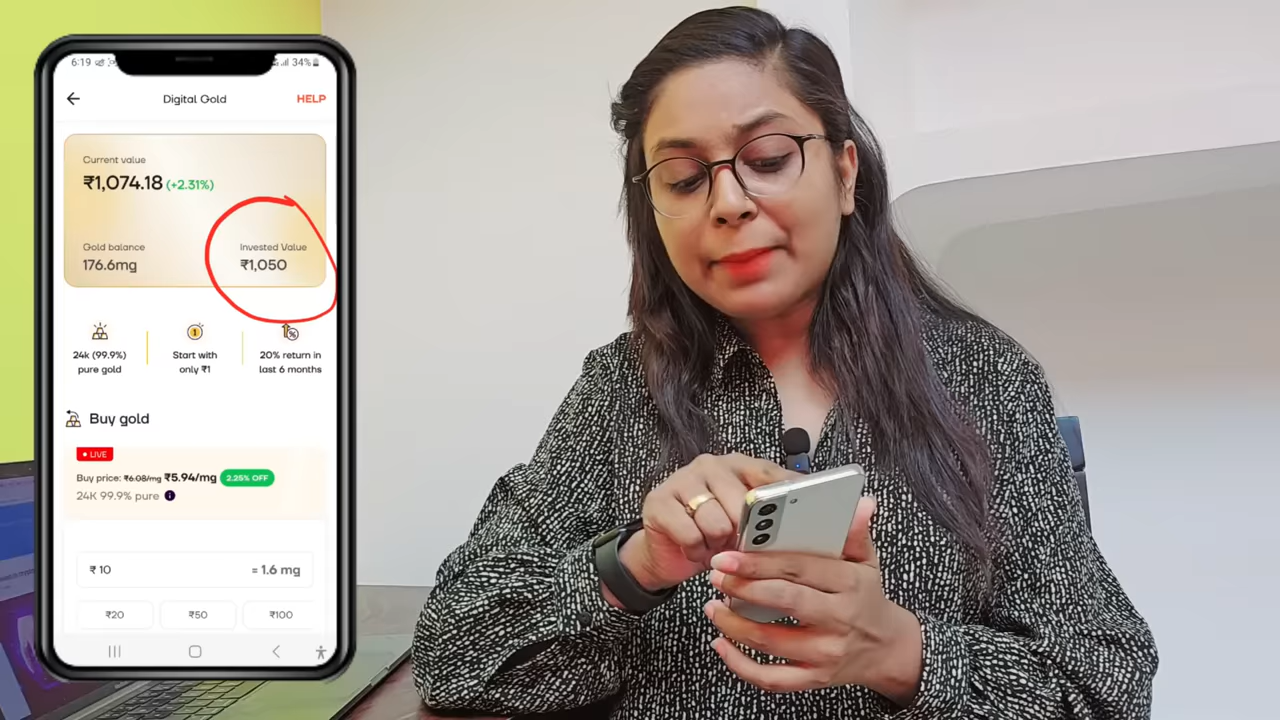 6:19
34%
Digital Gold
HELP
Current value
₹1,074.18 (+2.31%)
Gold balance
Invested Value
176.6mg
₹1,050
24k (99.9%)
pure gold
Start with
only ₹1
20% return in
last 6 months
Buy gold
LIVE
Buy price: ₹6.08/mg ₹5.94/mg 2.25% OFF
24K 99.9% pure
₹ 10
= 1.6 mg
₹20
₹50
₹100